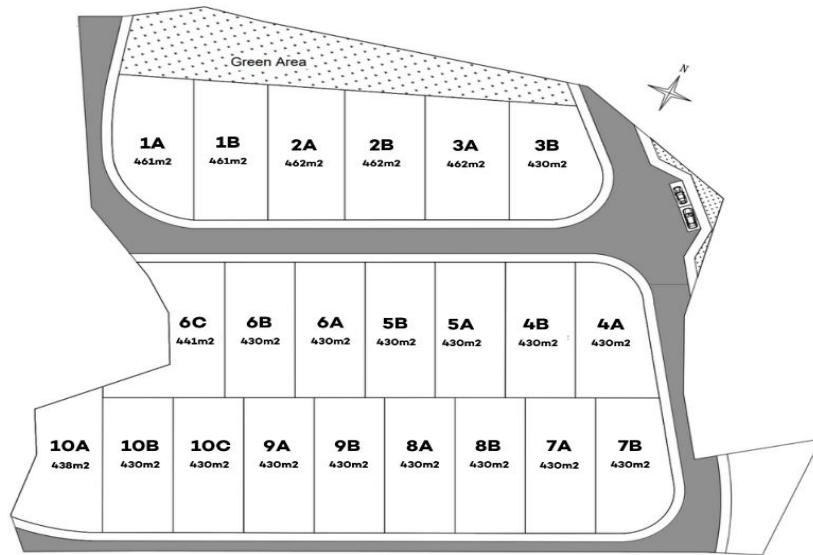 Green Area
N
1A
461m2
1B
461m2
2A
462m2
2B
462m2
3A
462m2
3B
430m2
6C
441m2
6B
430m2
6A
430m2
5B
430m2
5A
430m2
4B
430m2
4A
430m2
10A
438m2
10B
430m2
10C
430m2
9A
430m2
9B
430m2
8A
430m2
8B
430m2
7A
430m2
7B
430m2